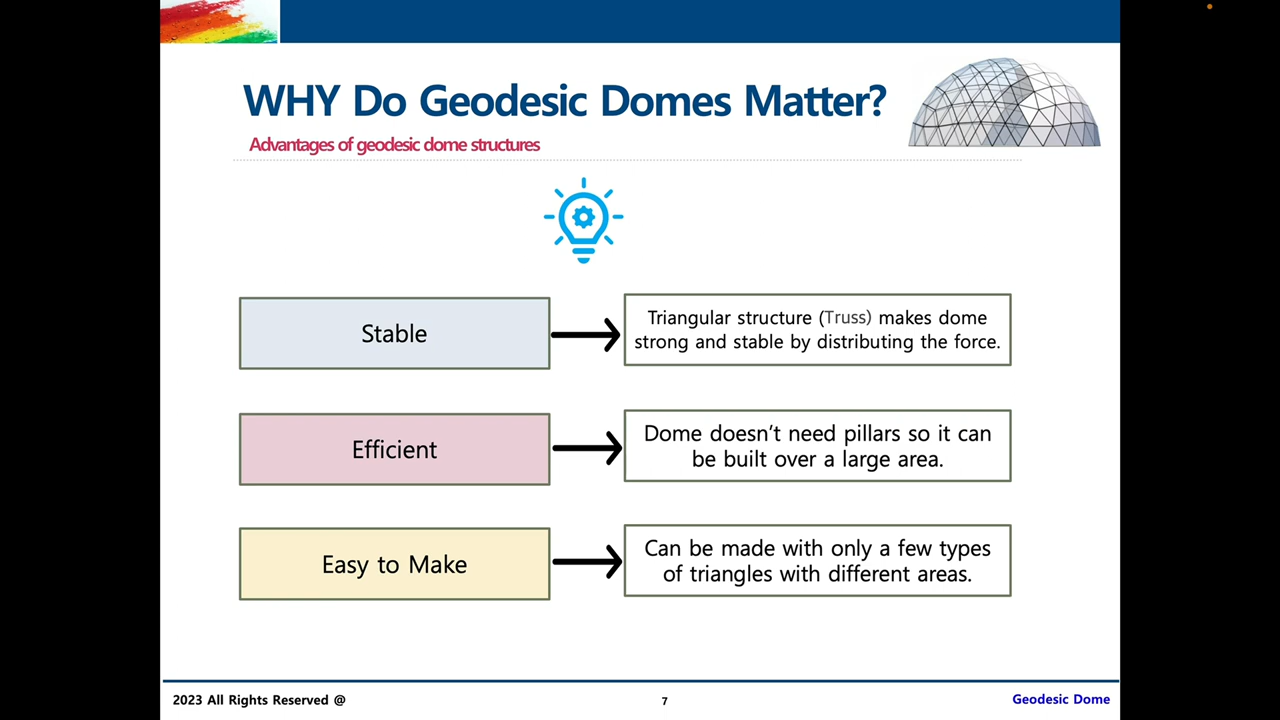 WHY Do Geodesic Domes Matter?
Advantages of geodesic dome structures
Stable
Triangular structure (Truss) makes dome
strong and stable by distributing the force.
Efficient
Dome doesn’t need pillars so it can
be built over a large area.
Easy to Make
Can be made with only a few types
of triangles with different areas.
2023 All Rights Reserved @
7
Geodesic Dome